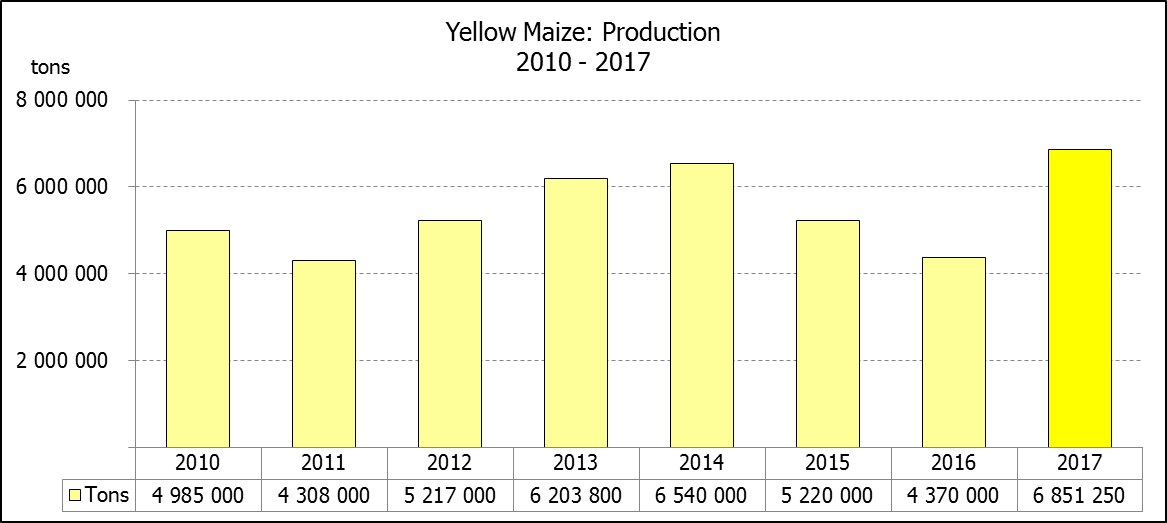 Yellow Maize: Production
2010 - 2017
tons
8 000 000
6 000 000
4 000 000
2 000 000
2010 2011 2012 2013 2014 2015 2016 2017
Tons 4 985 000 4 308 000 5 217 000 6 203 800 6 540 000 5 220 000 4 370 000 6 851 250